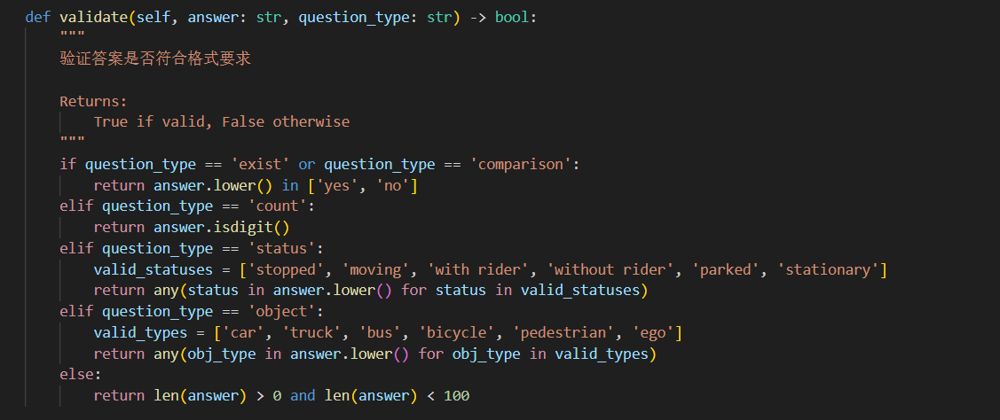 def validate(self, answer: str, question_type: str) -> bool:
    """
    验证答案是否符合格式要求

    Returns:
        True if valid, False otherwise
    """
    if question_type == 'exist' or question_type == 'comparison':
        return answer.lower() in ['yes', 'no']
    elif question_type == 'count':
        return answer.isdigit()
    elif question_type == 'status':
        valid_statuses = ['stopped', 'moving', 'with rider', 'without rider', 'parked', 'stationary']
        return any(status in answer.lower() for status in valid_statuses)
    elif question_type == 'object':
        valid_types = ['car', 'truck', 'bus', 'bicycle', 'pedestrian', 'ego']
        return any(obj_type in answer.lower() for obj_type in valid_types)
    else:
        return len(answer) > 0 and len(answer) < 100